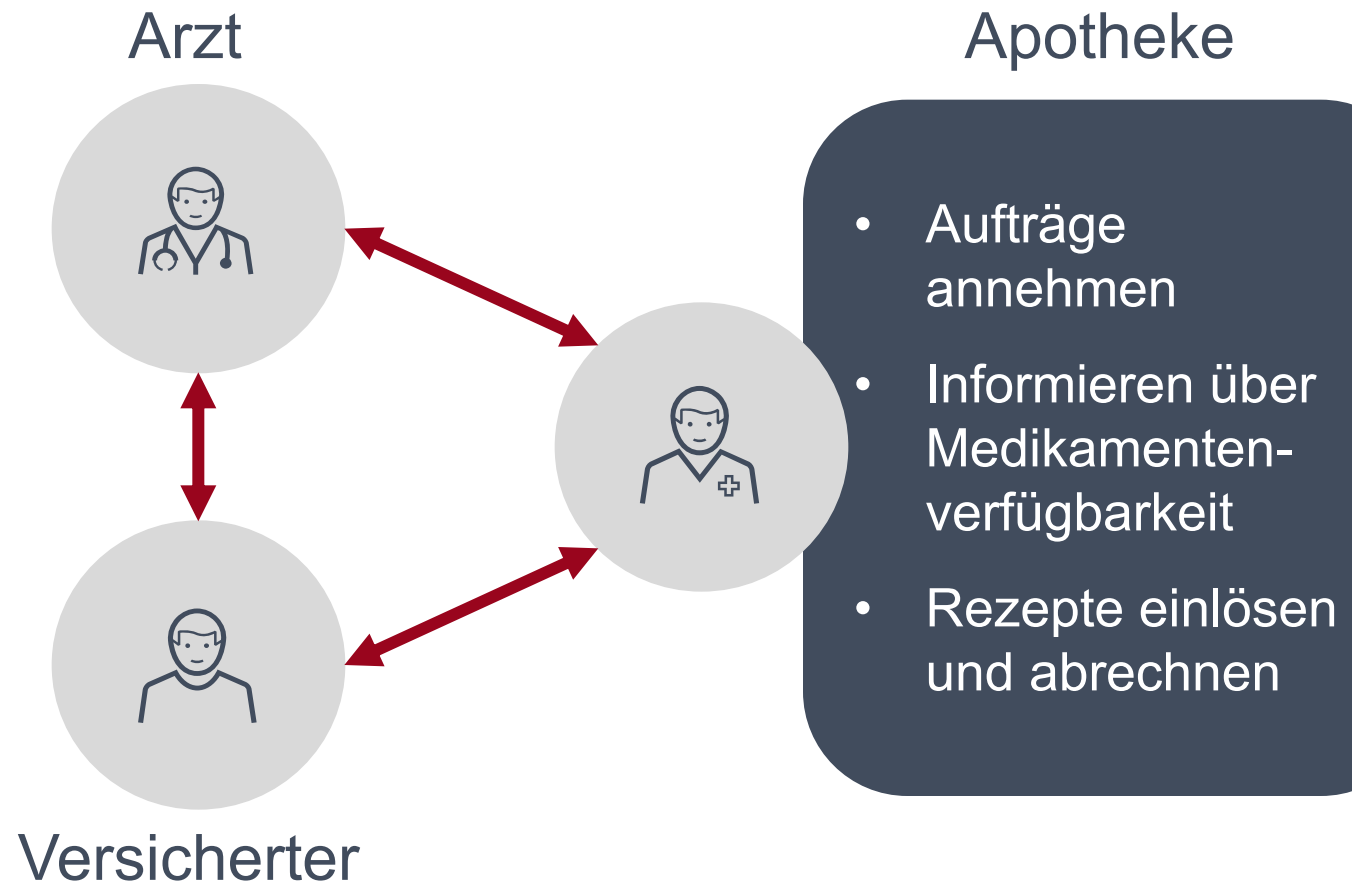 Arzt
Apotheke
• Aufträge
annehmen
• Informieren über
Medikamenten-
verfügbarkeit
• Rezepte einlösen
und abrechnen
Versicherter